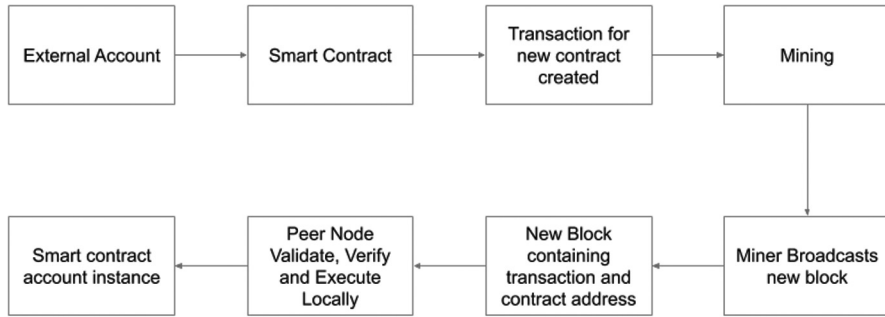 External Account
Smart Contract
Transaction for
new contract
created
Mining
Smart contract
account instance
Peer Node
Validate, Verify
and Execute
Locally
New Block
containing
transaction and
contract address
Miner Broadcasts
new block